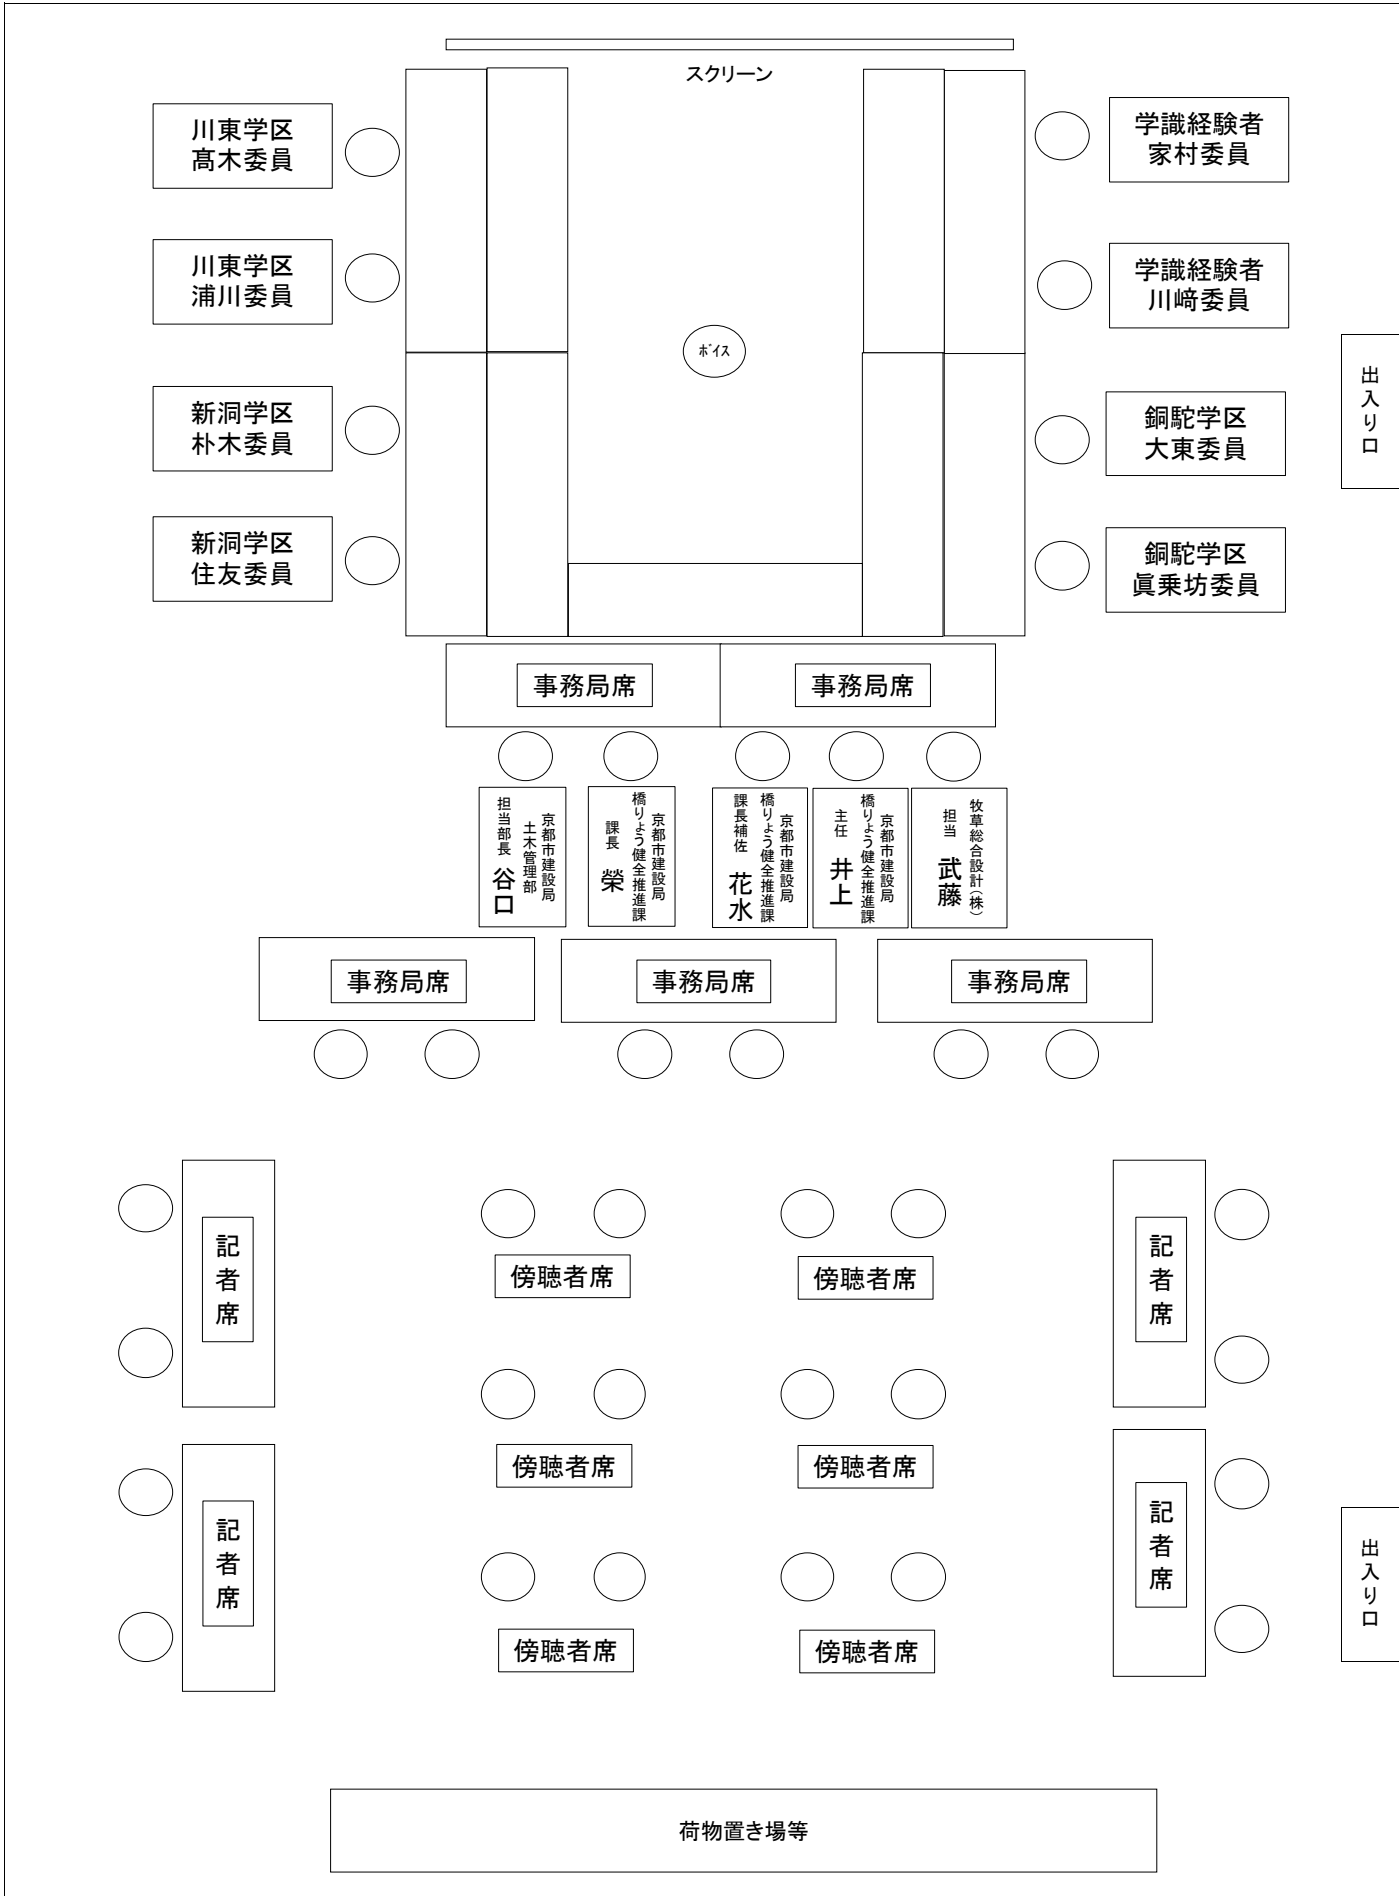 スクリーン
川東学区
髙木委員
学識経験者
家村委員
川東学区
浦川委員
学識経験者
川﨑委員
ﾎﾞｲｽ
出入り口
新洞学区
朴木委員
銅駝学区
大東委員
新洞学区
住友委員
銅駝学区
眞乗坊委員
事務局席
事務局席
京都市建設局
土木管理部
担当部長 谷口
京都市建設局
橋りょう健全推進課
課長 榮
京都市建設局
橋りょう健全推進課
課長補佐 花水
京都市建設局
橋りょう健全推進課
主任 井上
牧草総合設計(株)
担当 武藤
事務局席
事務局席
事務局席
記者席
傍聴者席
傍聴者席
記者席
記者席
傍聴者席
傍聴者席
記者席
出入り口
傍聴者席
傍聴者席
荷物置き場等